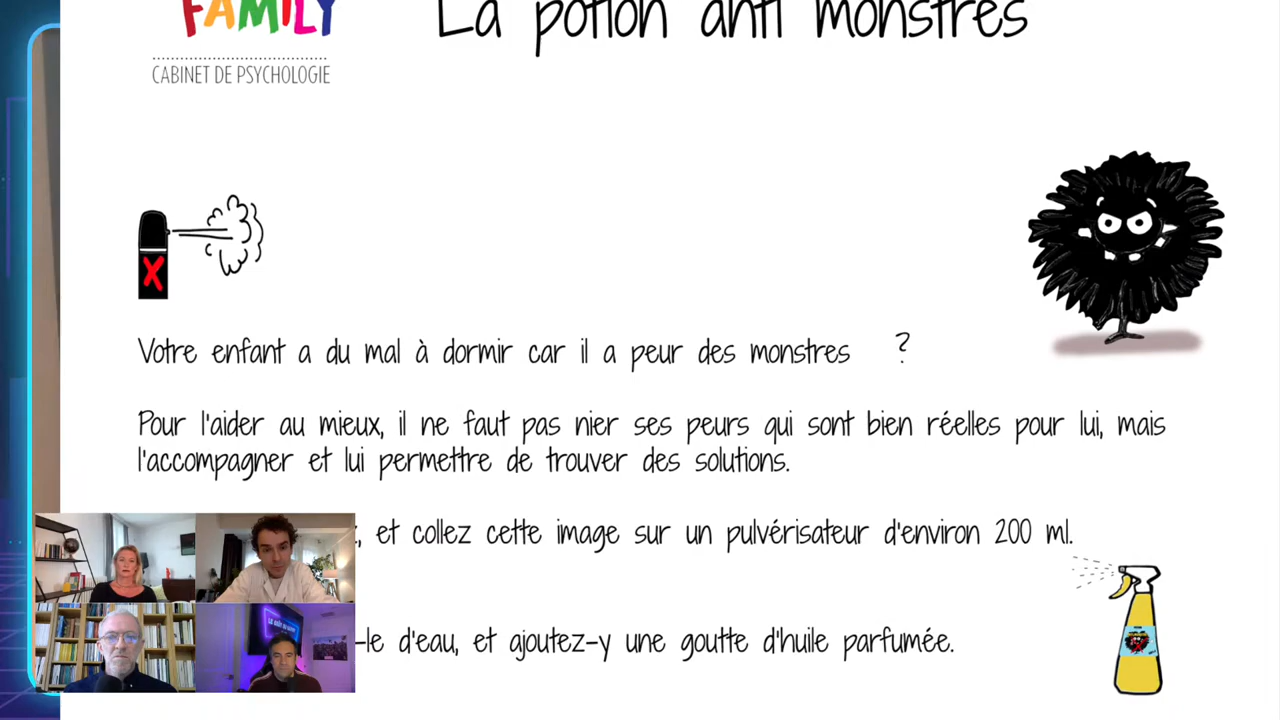 FAMILY
CABINET DE PSYCHOLOGIE
La potion anti monstres
X
Votre enfant a du mal à dormir car il a peur des monstres ?
Pour l'aider au mieux, il ne faut pas nier ses peurs qui sont bien réelles pour lui, mais
l'accompagner et lui permettre de trouver des solutions.
et collez cette image sur un pulvérisateur d'environ 200 ml.
-le d'eau, et ajoutez-y une goutte d'huile parfumée.